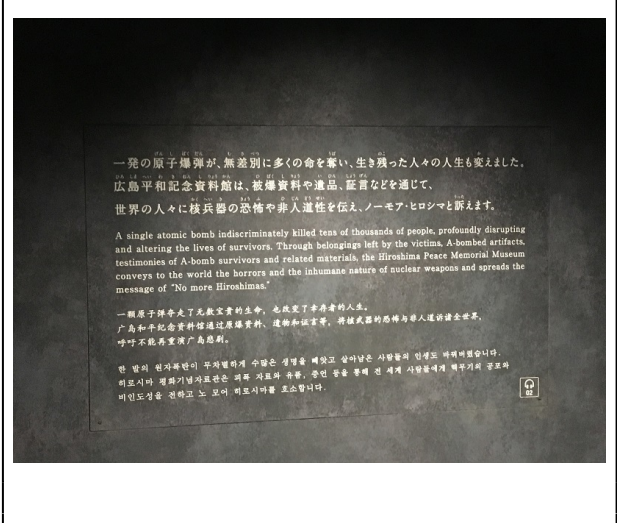 一発の原子爆弾が、無差別に多くの命を奪い、生き残った人々の人生も変えました。
広島平和記念資料館は、被爆資料や遺品、証言などを通じて、
世界の人々に核兵器の恐怖や非人道性を伝え、ノーモア・ヒロシマと訴えます。
A single atomic bomb indiscriminately killed tens of thousands of people, profoundly disrupting
and altering the lives of survivors. Through belongings left by the victims, A-bombed artifacts,
testimonies of A-bomb survivors and related materials, the Hiroshima Peace Memorial Museum
conveys to the world the horrors and the inhumane nature of nuclear weapons and spreads the
message of "No more Hiroshimas."
一颗原子弹夺走了无数宝贵的生命，也改变了幸存者的人生。
广岛和平纪念资料馆通过原爆资料、遗物和证言等，将核武器的恐怖与非人道诉诸全世界，
呼吁不能再重演广岛悲剧。
한 발의 원자폭탄이 무차별하게 수많은 생명을 빼앗고 살아남은 사람들의 인생도 바꿔버렸습니다.
히로시마 평화기념자료관은 피폭 자료와 유품, 증언 등을 통해 전 세계 사람들에게 핵무기의 공포와
비인도성을 전하고 노 모어 히로시마를 호소합니다.
02